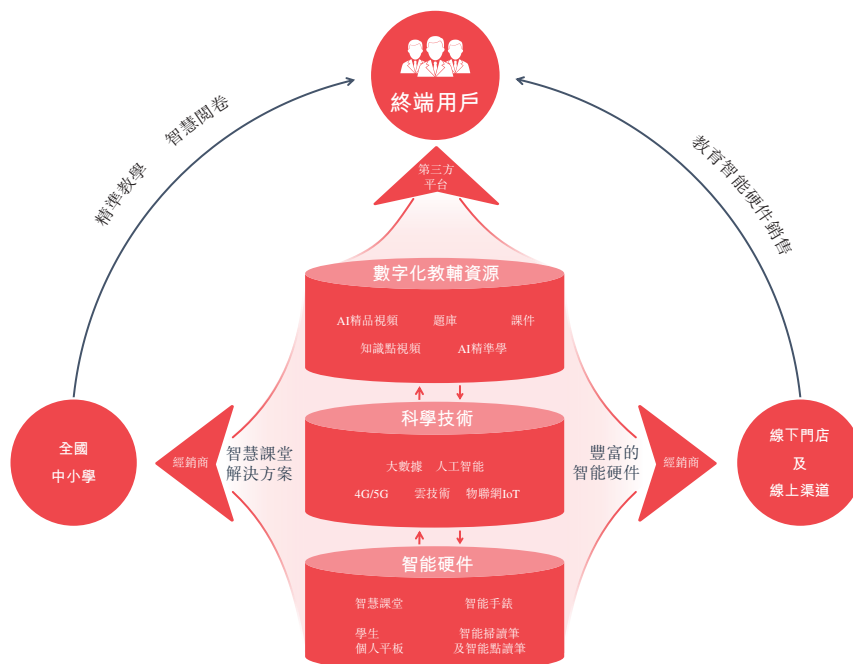 終端用戶
智慧閱卷
精準教學
教育智能硬件銷售
第三方
平台
數字化教輔資源
AI精品視頻 題庫 課件
知識點視頻 AI精準學
科學技術
大數據 人工智能
4G/5G 雲技術 物聯網IoT
智能硬件
智慧課堂 智能手錶
學生 智能掃讀筆
個人平板 及智能點讀筆
全國
中小學
經銷商
智慧課堂
解決方案
豐富的
智能硬件
經銷商
線下門店
及
線上渠道